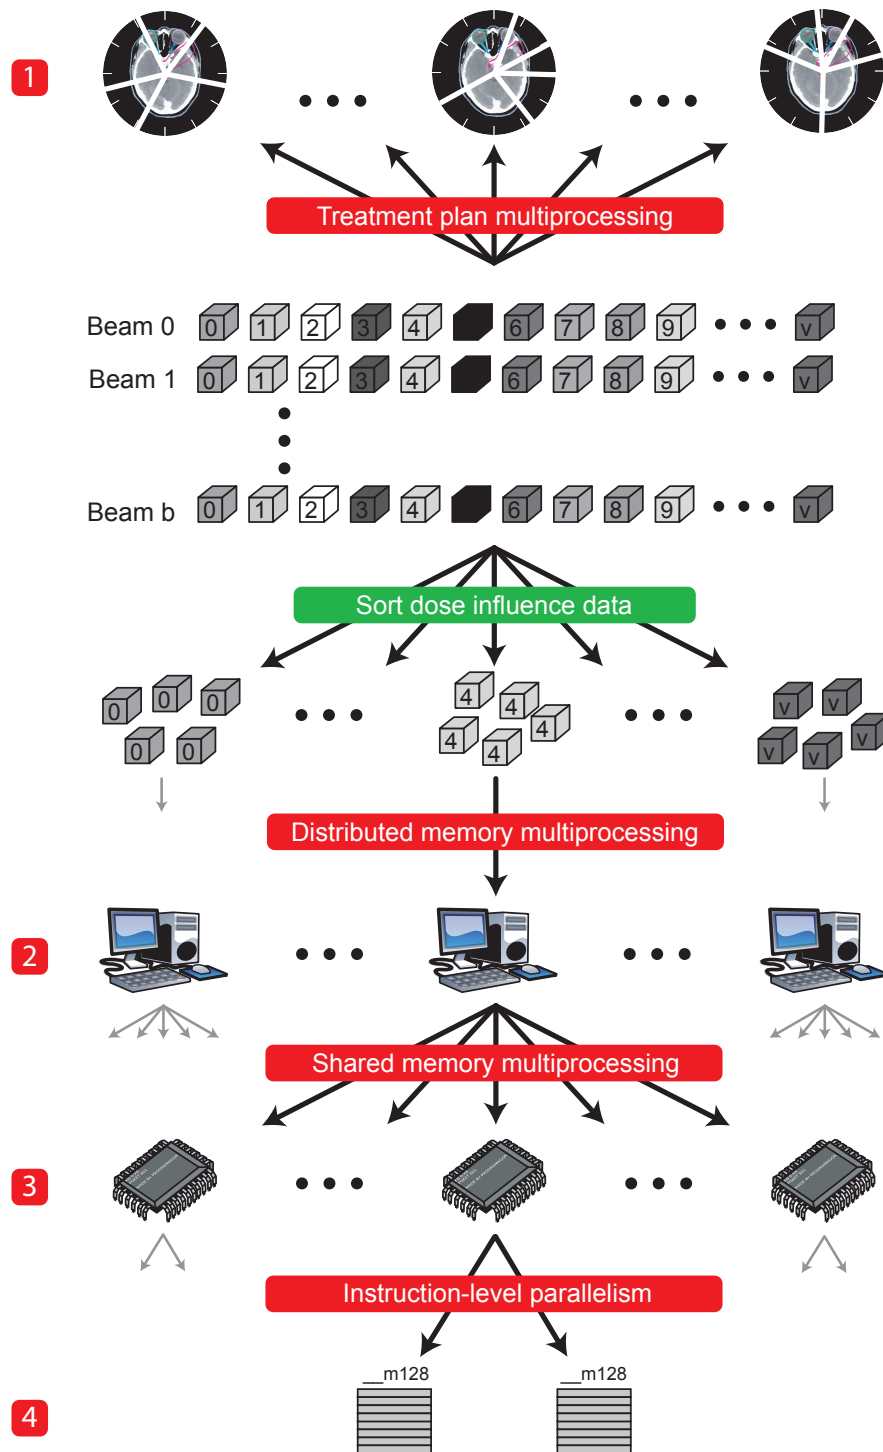 1
Treatment plan multiprocessing
Beam 0 0 1 2 3 4 6 7 8 9 v
Beam 1 0 1 2 3 4 6 7 8 9 v
Beam b 0 1 2 3 4 6 7 8 9 v
Sort dose influence data
0 0 0 0 0
4 4 4 4 4
v v v v v
Distributed memory multiprocessing
2
Shared memory multiprocessing
3
Instruction-level parallelism
__m128 __m128
4